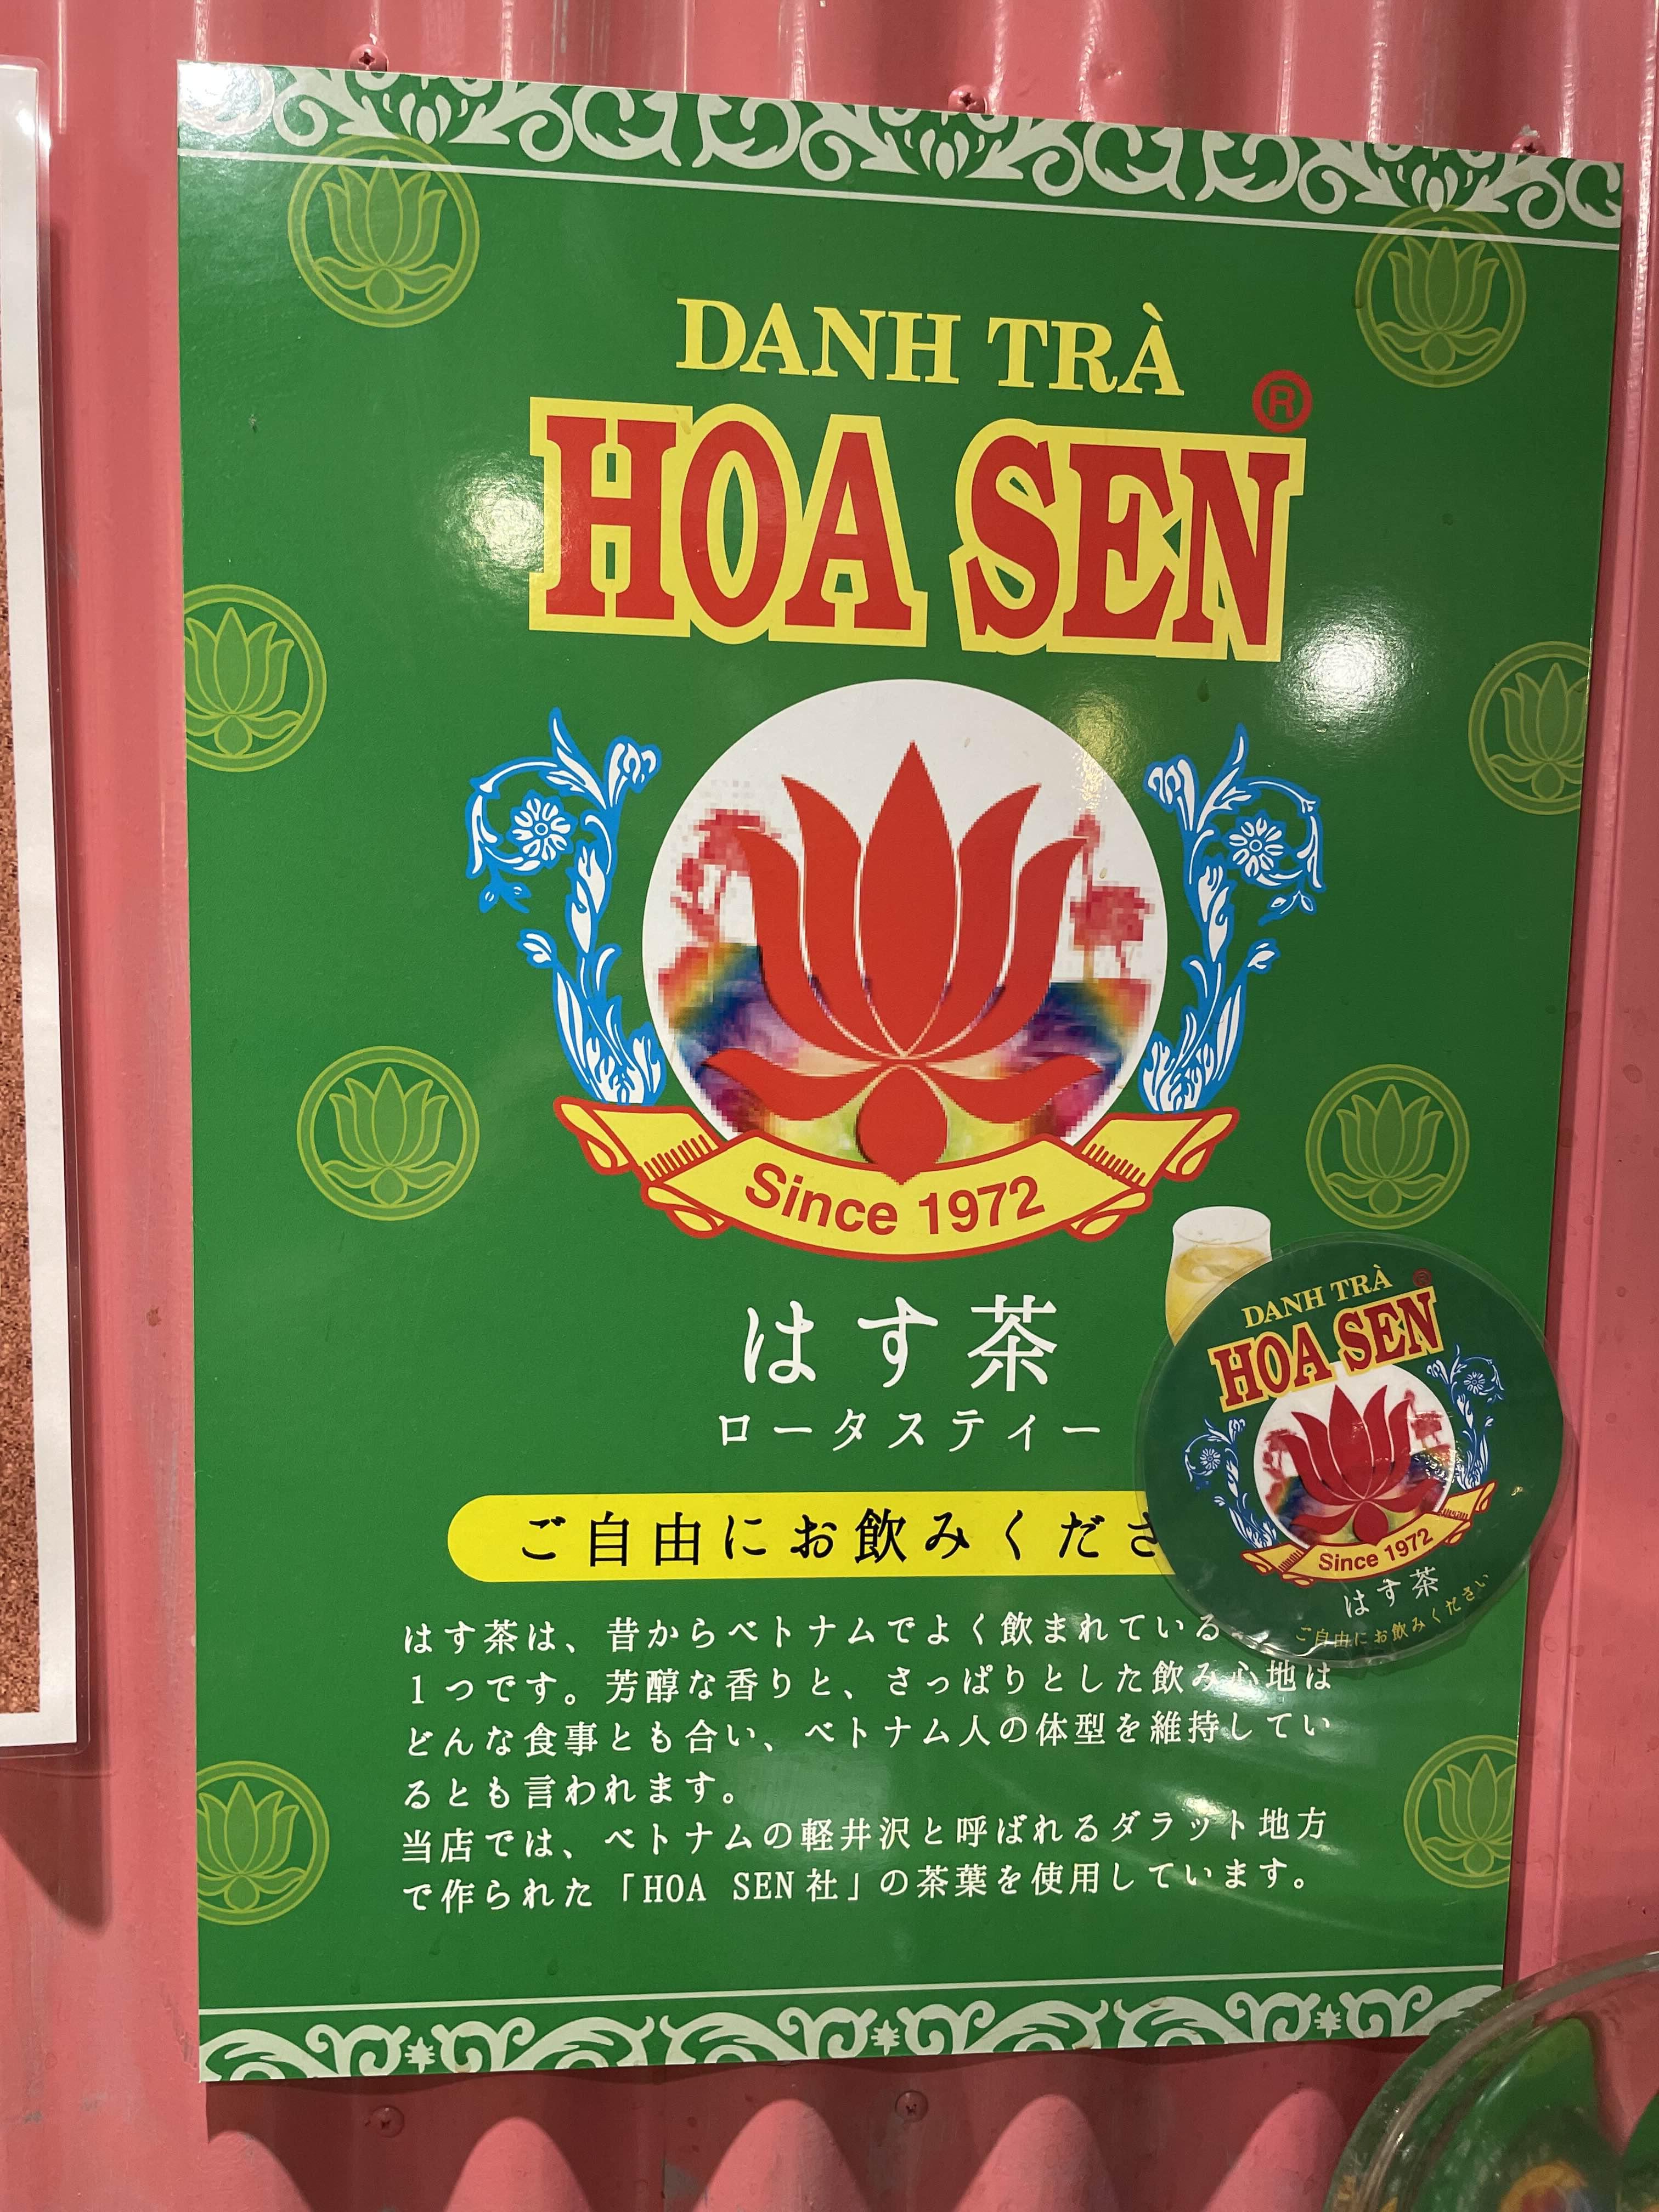 DANH TRÀ
HOA SEN
®
Since 1972
はす茶
ロータスティー
ご自由にお飲みくださ
はす茶は、昔からベトナムでよく飲まれている
1つです。芳醇な香りと、さっぱりとした飲み心地は
どんな食事とも合い、ベトナム人の体型を維持してい
るとも言われます。
当店では、ベトナムの軽井沢と呼ばれるダラット地方
で作られた「HOA SEN社」の茶葉を使用しています。
DANH TRÀ
®
HOA SEN
Since 1972
はす茶
ご自由にお飲みください